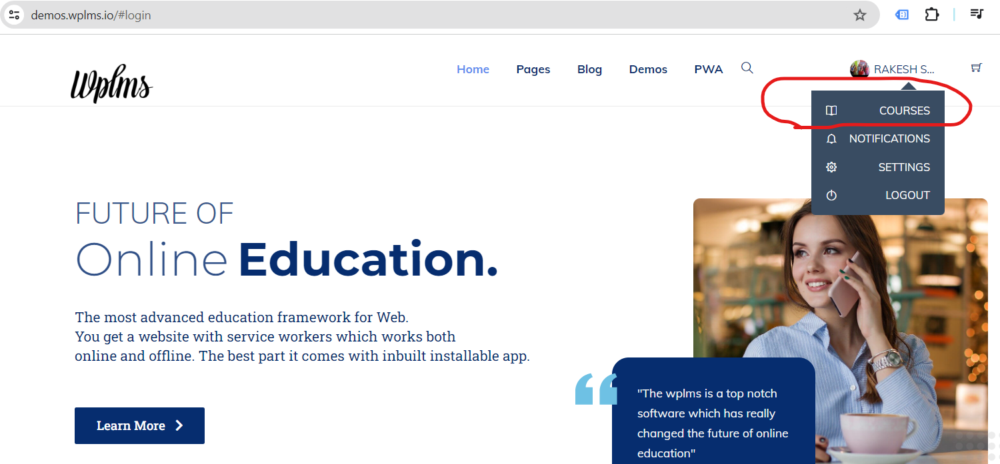 demos.wplms.io/#login
Wplms
Home Pages Blog Demos PWA RAKESH S...
COURSES
NOTIFICATIONS
SETTINGS
LOGOUT
FUTURE OF
Online Education.
The most advanced education framework for Web.
You get a website with service workers which works both
online and offline. The best part it comes with inbuilt installable app.
Learn More
"The wplms is a top notch
software which has really
changed the future of online
education"